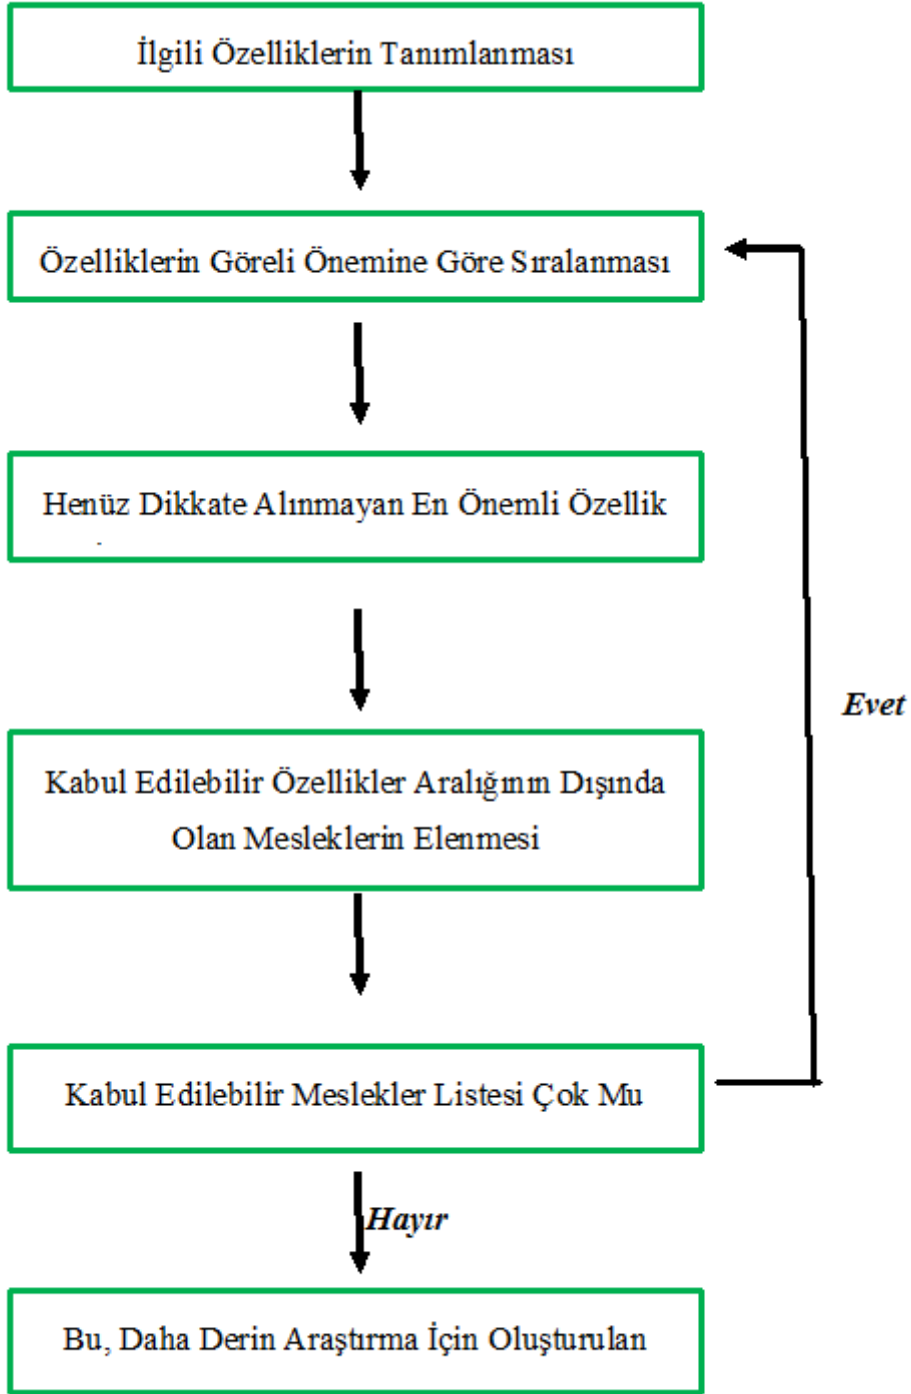 İlgili Özelliklerin Tanımlanması
Özelliklerin Göreli Önemine Göre Sıralanması
Henüz Dikkate Alınmayan En Önemli Özellik
Kabul Edilebilir Özellikler Aralığının Dışında
Olan Mesleklerin Elenmesi
Evet
Kabul Edilebilir Meslekler Listesi Çok Mu
Hayır
Bu, Daha Derin Araştırma İçin Oluşturulan